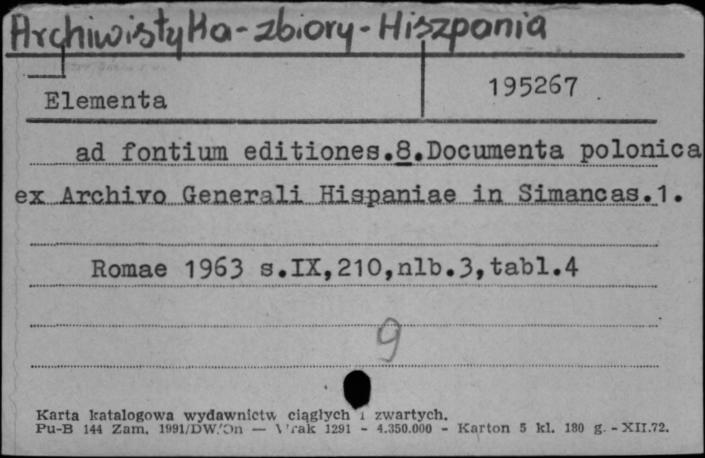 Archiwistyka-zbiory-Hiszpania
Elementa 195267
ad fontium editiones.8.Documenta polonica
ex Archivo Generali Hispaniae in Simancas.1.
Romae 1963 s.IX,210,nlb.3,tabl.4
9
Karta katalogowa wydawnictw ciągłych i zwartych.
Pu-B 144 Zam. 1991/DW/On — 1291 - 4.350.000 - Karton 5 kl. 180 g. - XII.72.